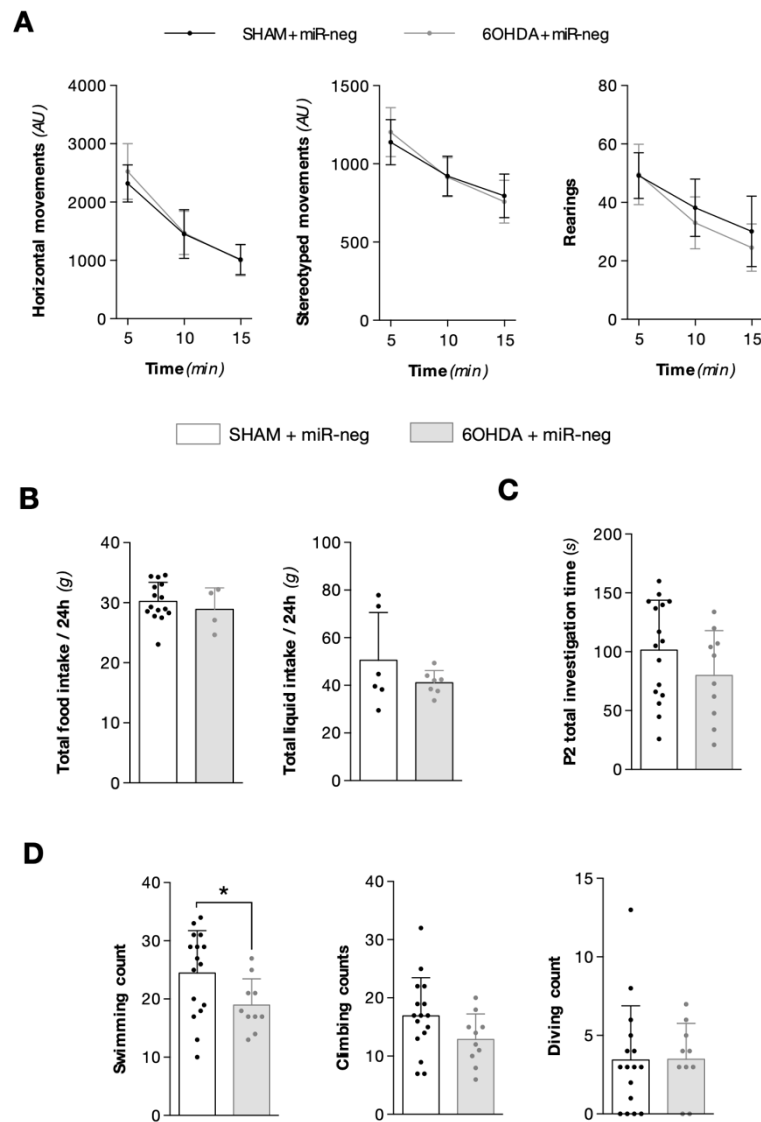 A
SHAM+miR-neg 6OHDA+miR-neg
Horizontal movements (AU)
4000
3000
2000
1000
0
5 10 15
Time (min)
Stereotyped movements (AU)
1500
1000
500
0
5 10 15
Time (min)
Rearings
80
60
40
20
0
5 10 15
Time (min)
SHAM + miR-neg 6OHDA + miR-neg
B
Total food intake / 24h (g)
40
30
20
10
0
Total liquid intake / 24h (g)
100
80
60
40
20
0
C
P2 total investigation time (s)
200
150
100
50
0
D
Swimming count
40
30
20
10
0
*
Climbing counts
40
30
20
10
0
Diving count
15
10
5
0